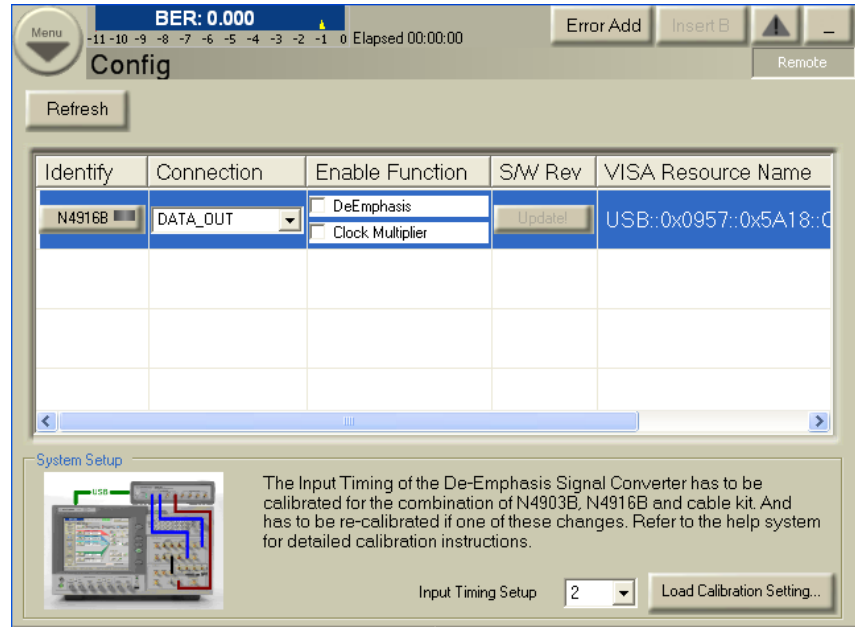 Menu
BER: 0.000
-11 -10 -9 -8 -7 -6 -5 -4 -3 -2 -1 0 Elapsed 00:00:00
Error Add
Insert B
Config
Remote
Refresh
Identify Connection Enable Function S/W Rev VISA Resource Name
N4916B DATA_OUT DeEmphasis Update! USB::0x0957::0x5A18::0
Clock Multiplier
System Setup
USB
The Input Timing of the De-Emphasis Signal Converter has to be
calibrated for the combination of N4903B, N4916B and cable kit. And
has to be re-calibrated if one of these changes. Refer to the help system
for detailed calibration instructions.
Input Timing Setup 2 Load Calibration Setting...